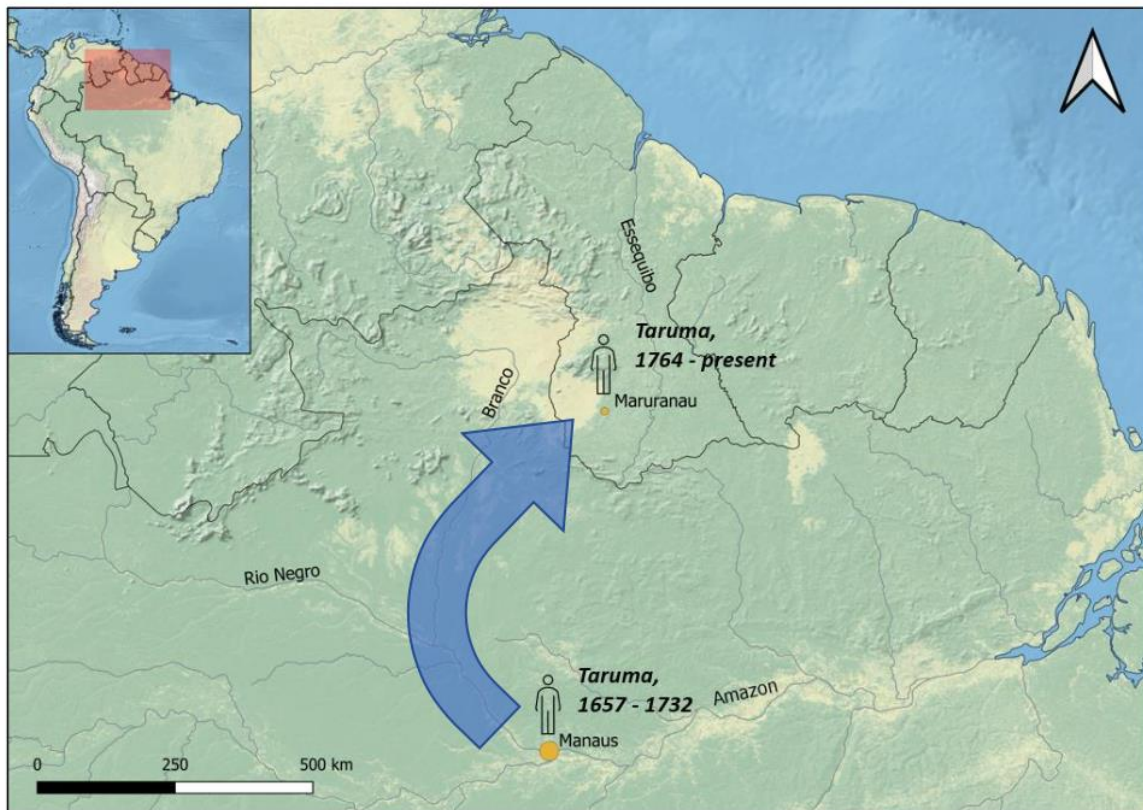 Essequibo
Taruma,
1764 - present
Branco
Maruranau
Rio Negro
Taruma,
1657 - 1732
Amazon
Manaus
0 250 500 km